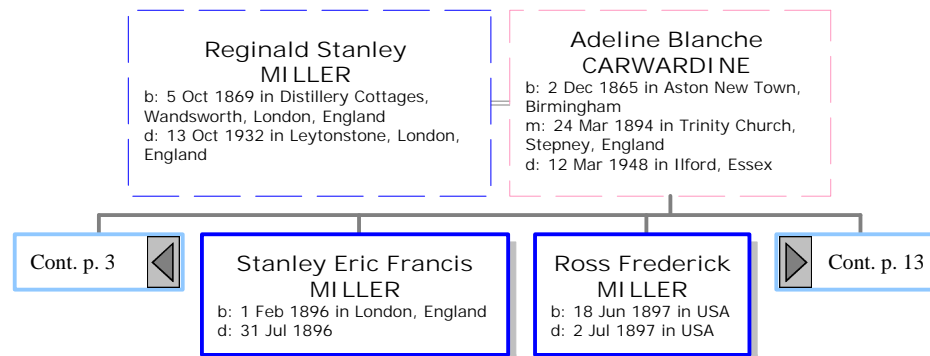 Reginald Stanley
MILLER
b: 5 Oct 1869 in Distillery Cottages,
Wandsworth, London, England
d: 13 Oct 1932 in Leytonstone, London,
England
Adeline Blanche
CARWARDINE
b: 2 Dec 1865 in Aston New Town,
Birmingham
m: 24 Mar 1894 in Trinity Church,
Stepney, England
d: 12 Mar 1948 in Ilford, Essex
Cont. p. 3
Stanley Eric Francis
MILLER
b: 1 Feb 1896 in London, England
d: 31 Jul 1896
Ross Frederick
MILLER
b: 18 Jun 1897 in USA
d: 2 Jul 1897 in USA
Cont. p. 13